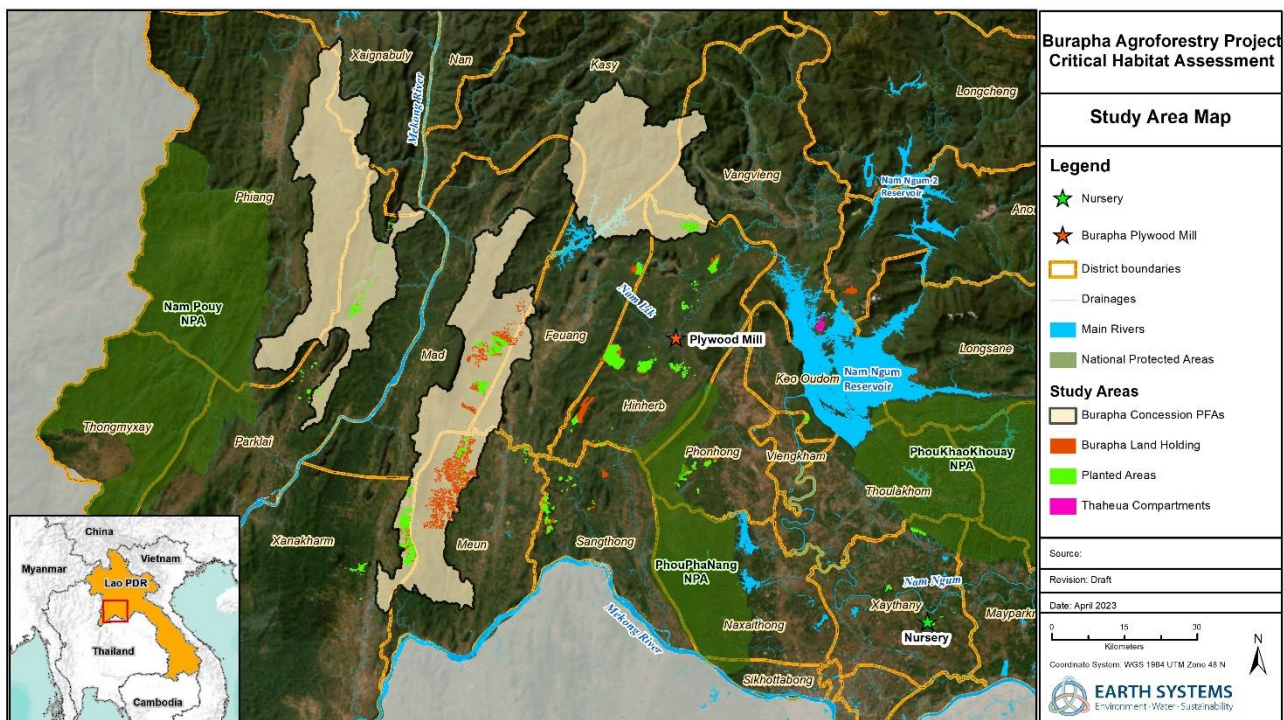 Burapha Agroforestry Project
Critical Habitat Assessment
Study Area Map
Legend
Nursery
Burapha Plywood Mill
District boundaries
Drainages
Main Rivers
National Protected Areas
Study Areas
Burapha Concession PFAs
Burapha Land Holding
Planted Areas
Thaheua Compartments
Source:
Revision: Draft
Date: April 2023
0 15 30
Kilometers
N
Coordinate System: WGS 1984 UTM Zone 48 N
EARTH SYSTEMS
Environment · Water · Sustainability
Xaignabuly
Nan
Kasy
Longcheng
Mekong River
Phiang
Vangvieng
Nam Ngum-2
Reservoir
Anou
Nam Pouy
NPA
Nam Lik
Feuang
Plywood Mill
Mad
Longsane
Keo Oudom
Nam Ngum
Reservoir
Hinherb
Thongmyxay
Parklai
Phonhong
Viengkham
PhouKhaoKhouay
NPA
Thoulakhom
Xanakharm
Meun
Sangthong
PhouPhaNang
NPA
Nam Ngum
Xaythany
Mayparkn
Nursery
Naxaithong
Mekong River
Sikhottabong
China
Myanmar
Vietnam
Lao PDR
Thailand
Cambodia